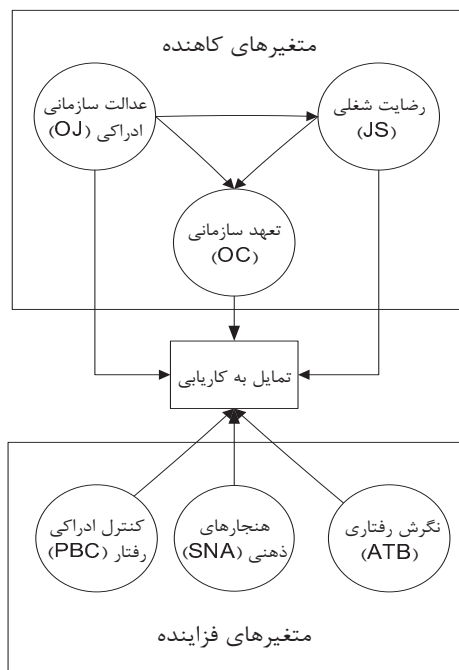 متغیرهای کاهنده
رضایت شغلی
(JS)
عدالت سازمانی
ادراکی (OJ)
تعهد سازمانی
(OC)
تمایل به کاریابی
نگرش رفتاری
(ATB)
هنجارهای
ذهنی (SNA)
کنترل ادراکی
رفتار (PBC)
متغیرهای فزاینده